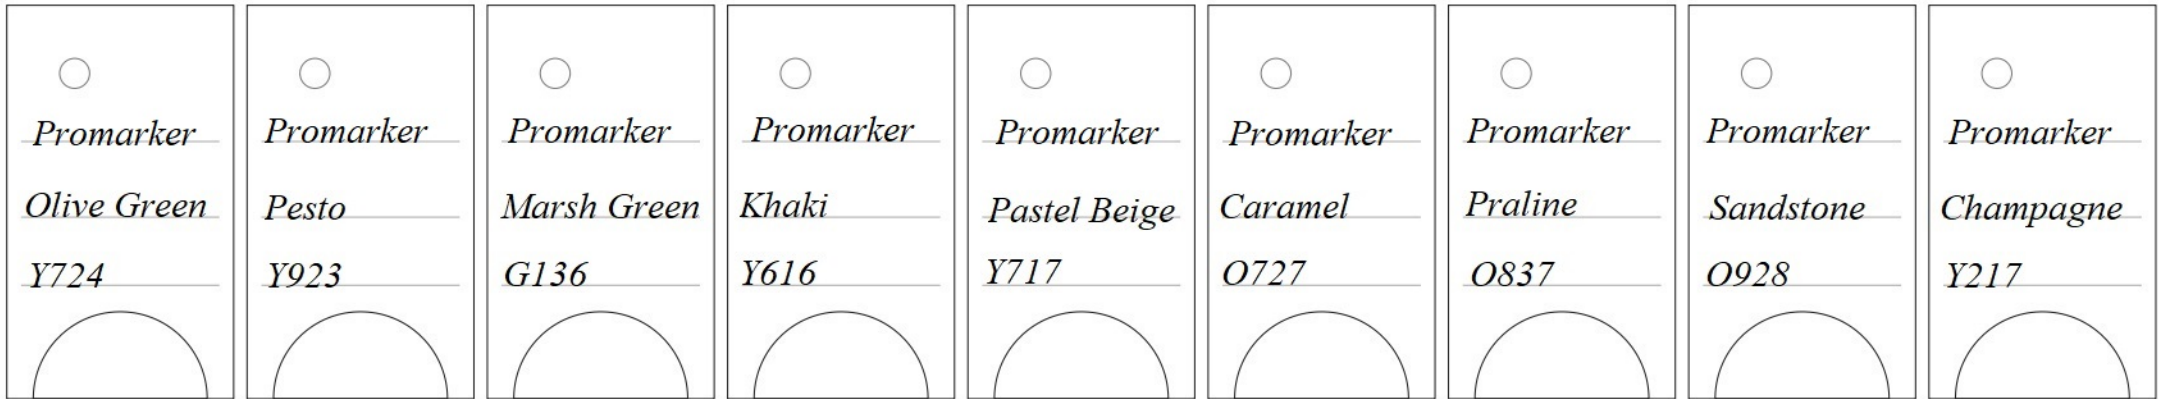 Promarker
Olive Green
Y724
Promarker
Pesto
Y923
Promarker
Marsh Green
G136
Promarker
Khaki
Y616
Promarker
Pastel Beige
Y717
Promarker
Caramel
O727
Promarker
Praline
O837
Promarker
Sandstone
O928
Promarker
Champagne
Y217